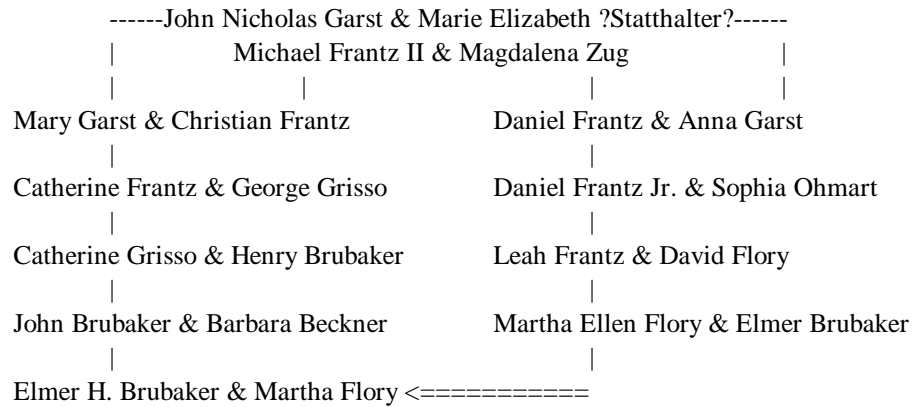 ------John Nicholas Garst & Marie Elizabeth ?Statthalter?------
| Michael Frantz II & Magdalena Zug |
| | | |
Mary Garst & Christian Frantz Daniel Frantz & Anna Garst
| |
Catherine Frantz & George Grisso Daniel Frantz Jr. & Sophia Ohmart
| |
Catherine Grisso & Henry Brubaker Leah Frantz & David Flory
| |
John Brubaker & Barbara Beckner Martha Ellen Flory & Elmer Brubaker
| |
Elmer H. Brubaker & Martha Flory <===========